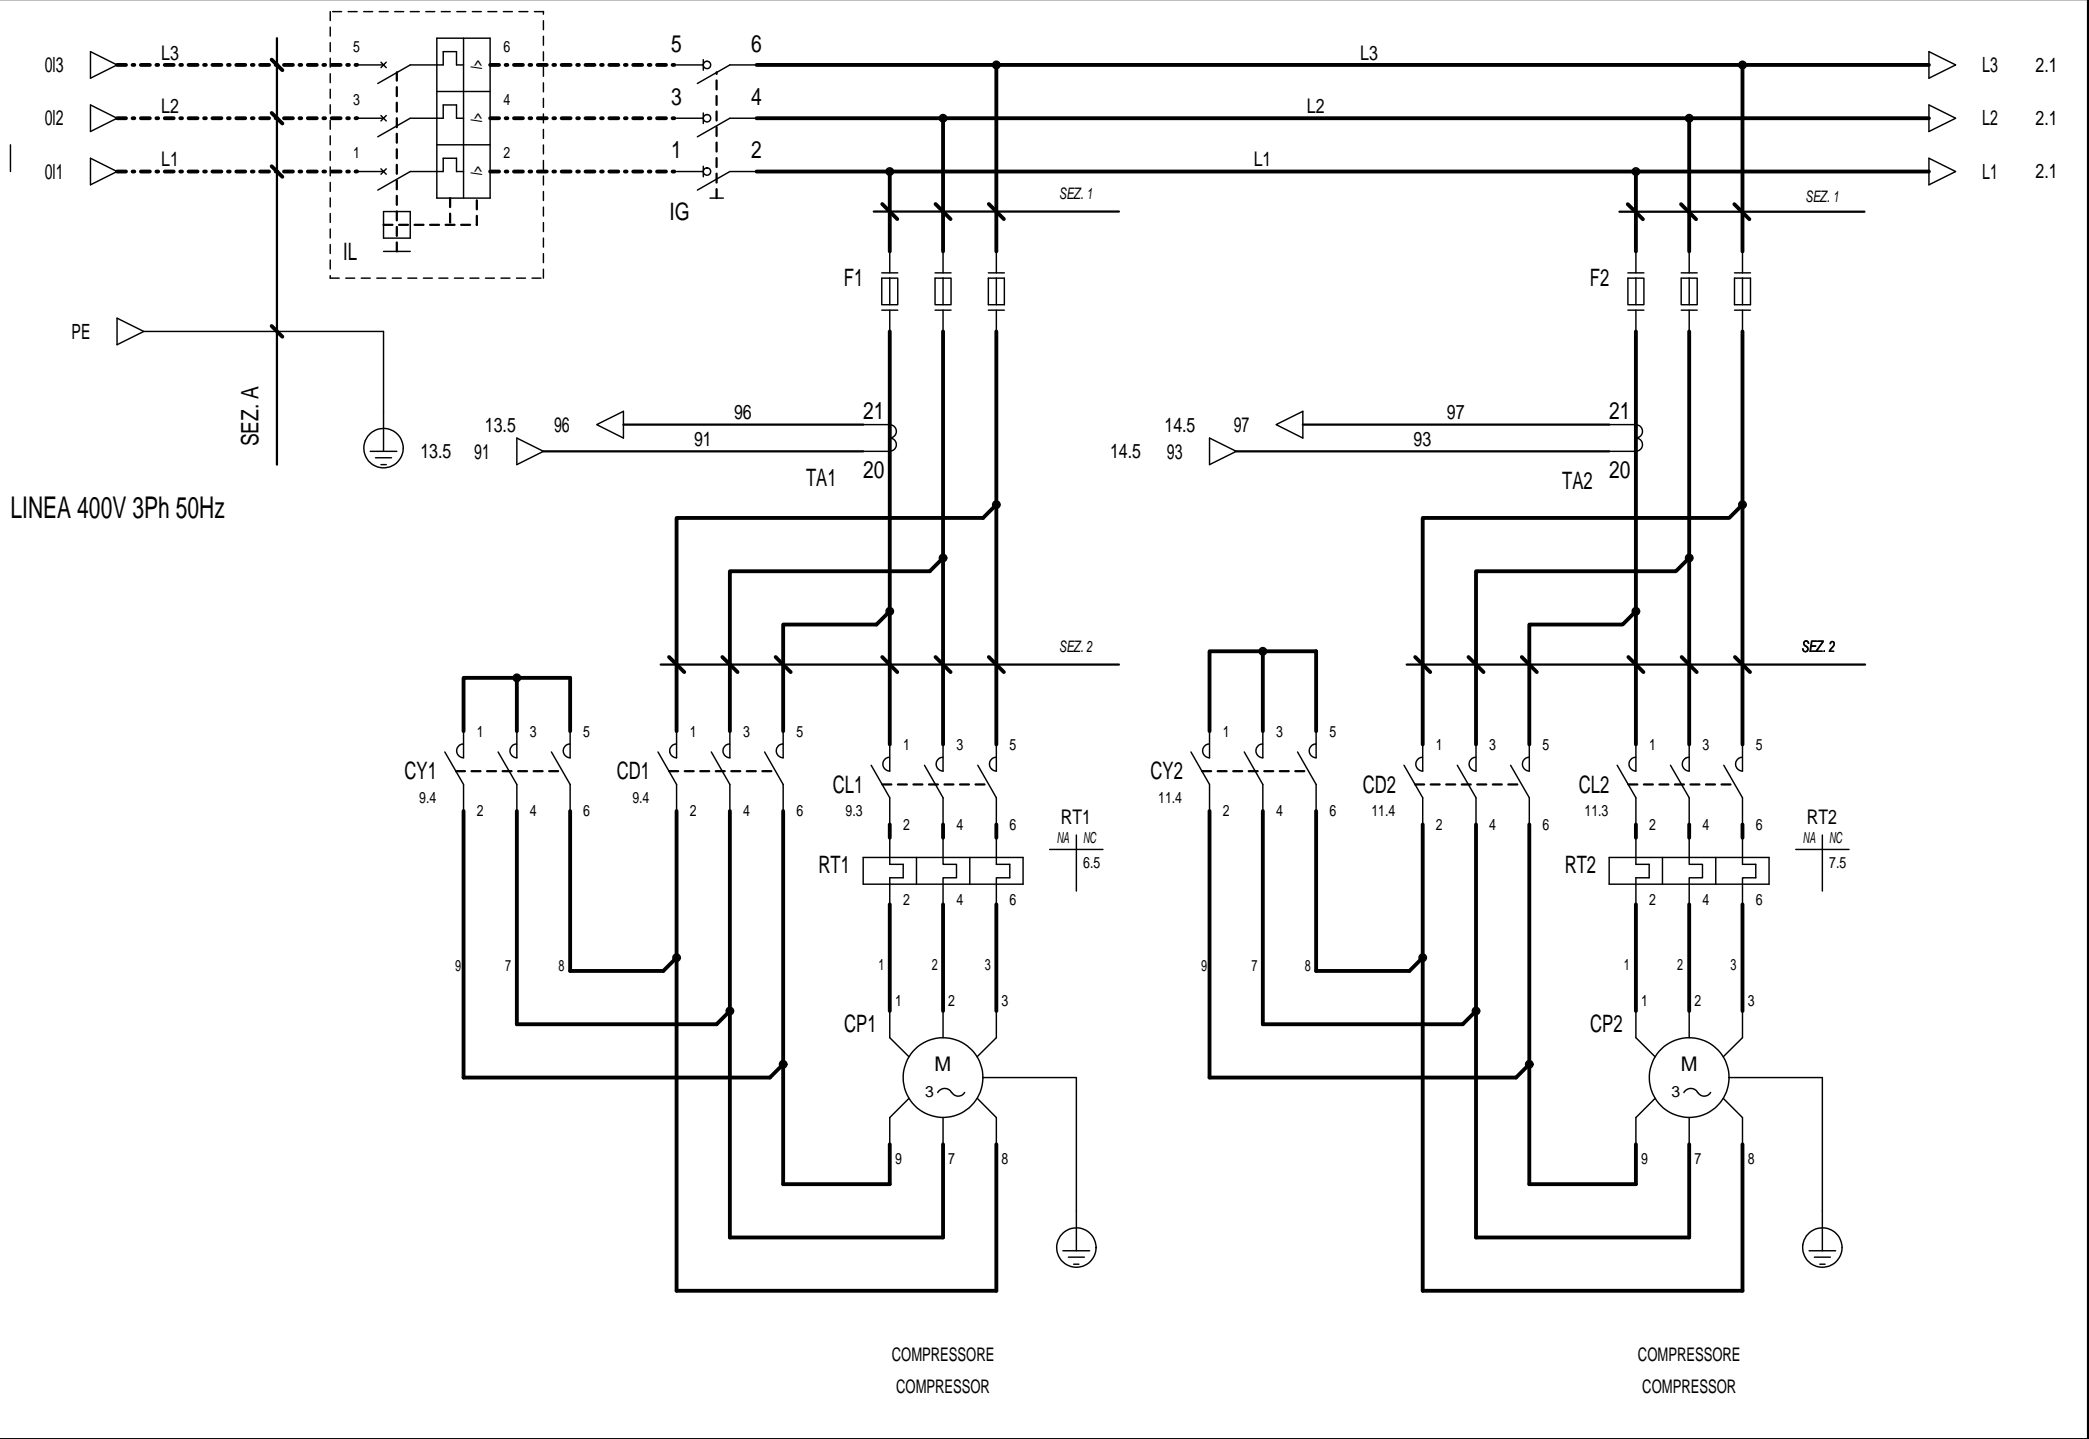 5 6 5 6
OI3 L3 L3 L3 2.1
3 4 3 4
OI2 L2 L2 L2 2.1
1 2 1 2
OI1 L1 L1 L1 2.1
SEZ. 1 SEZ. 1
IG
IL
F1 F2
PE
SEZ. A
96 21 97 21
13.5 96 14.5 97
91 93
13.5 91 14.5 93
TA1 20 TA2 20
LINEA 400V 3Ph 50Hz
SEZ. 2 SEZ. 2
1 3 5 1 3 5 1 3 5 1 3 5
1 3 5 1 3 5
CY1 CD1 CL1 CY2 CD2 CL2
9.4 9.4 9.3 11.4 11.4 11.3
2 4 6 2 4 6 2 4 6 2 4 6
2 4 6 2 4 6
RT1 RT2
NA NC NA NC
RT1 6.5 RT2 7.5
2 4 6 2 4 6
9 7 8 1 2 3 9 7 8 1 2 3
1 2 3 1 2 3
CP1 CP2
M M
3 3
9 7 8 9 7 8
COMPRESSORE COMPRESSORE
COMPRESSOR COMPRESSOR